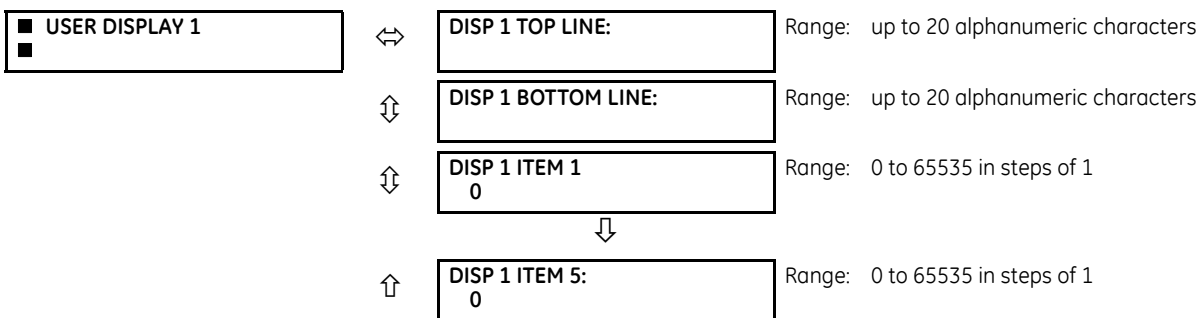 ■ USER DISPLAY 1
■
⇔ DISP 1 TOP LINE: Range: up to 20 alphanumeric characters
⇕ DISP 1 BOTTOM LINE: Range: up to 20 alphanumeric characters
⇕ DISP 1 ITEM 1 Range: 0 to 65535 in steps of 1
0
⇩
⇧ DISP 1 ITEM 5: Range: 0 to 65535 in steps of 1
0